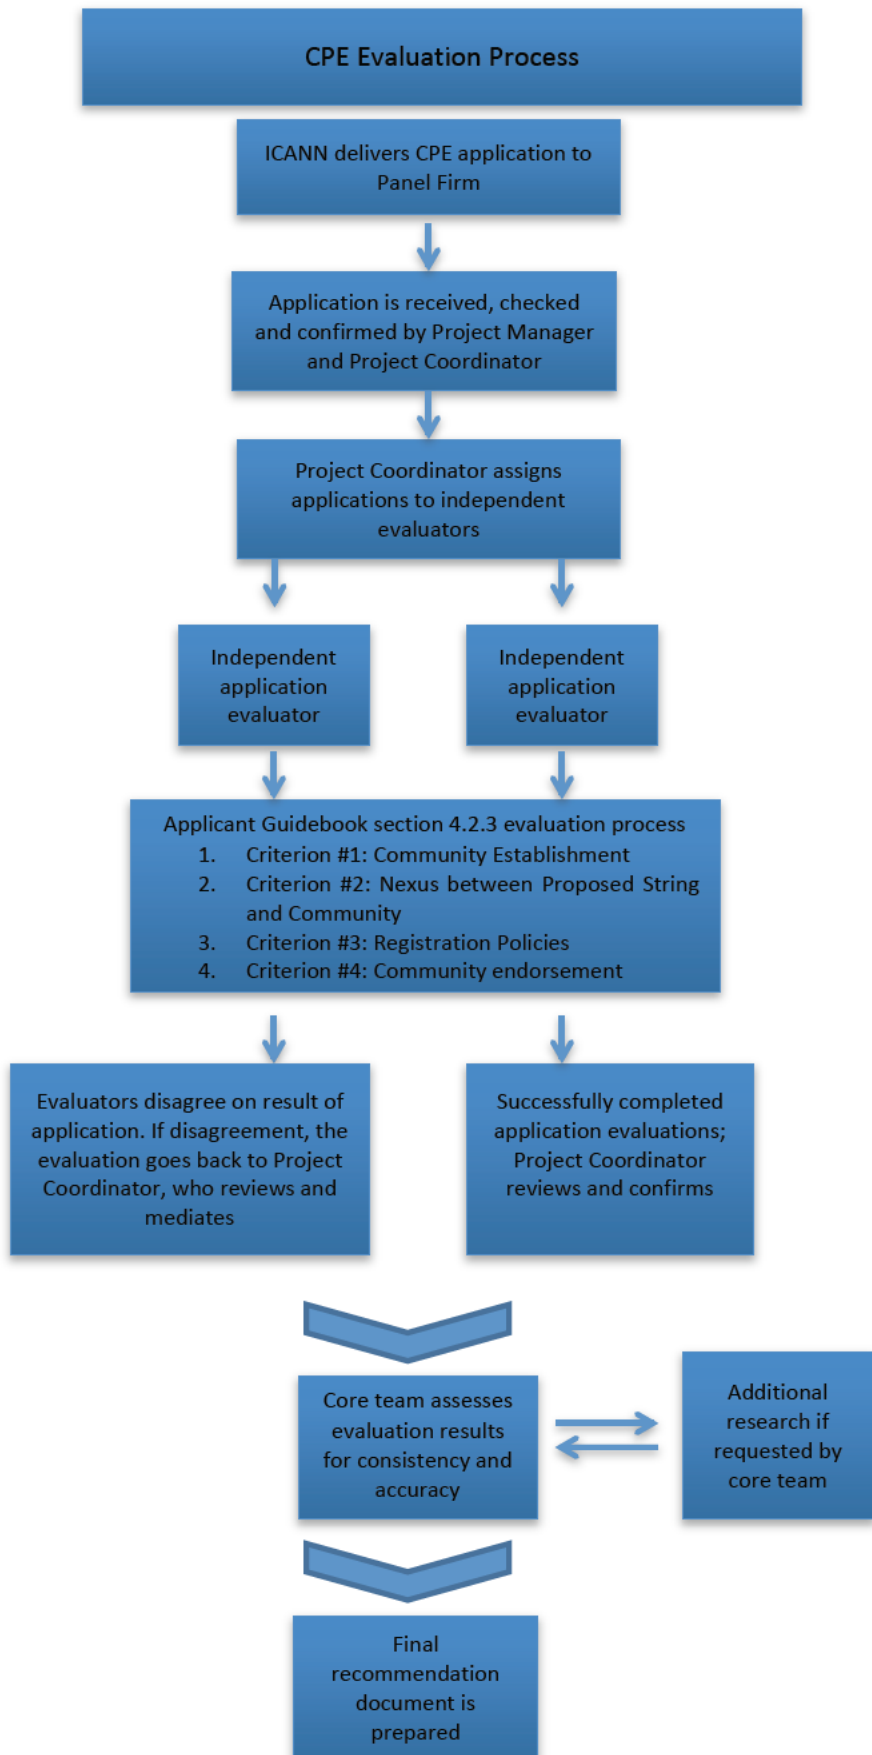 CPE Evaluation Process
ICANN delivers CPE application to
Panel Firm
Application is received, checked
and confirmed by Project Manager
and Project Coordinator
Project Coordinator assigns
applications to independent
evaluators
Independent
application
evaluator
Independent
application
evaluator
Applicant Guidebook section 4.2.3 evaluation process
1. Criterion #1: Community Establishment
2. Criterion #2: Nexus between Proposed String
and Community
3. Criterion #3: Registration Policies
4. Criterion #4: Community endorsement
Evaluators disagree on result of
application. If disagreement, the
evaluation goes back to Project
Coordinator, who reviews and
mediates
Successfully completed
application evaluations;
Project Coordinator
reviews and confirms
Core team assesses
evaluation results
for consistency and
accuracy
Additional
research if
requested by
core team
Final
recommendation
document is
prepared